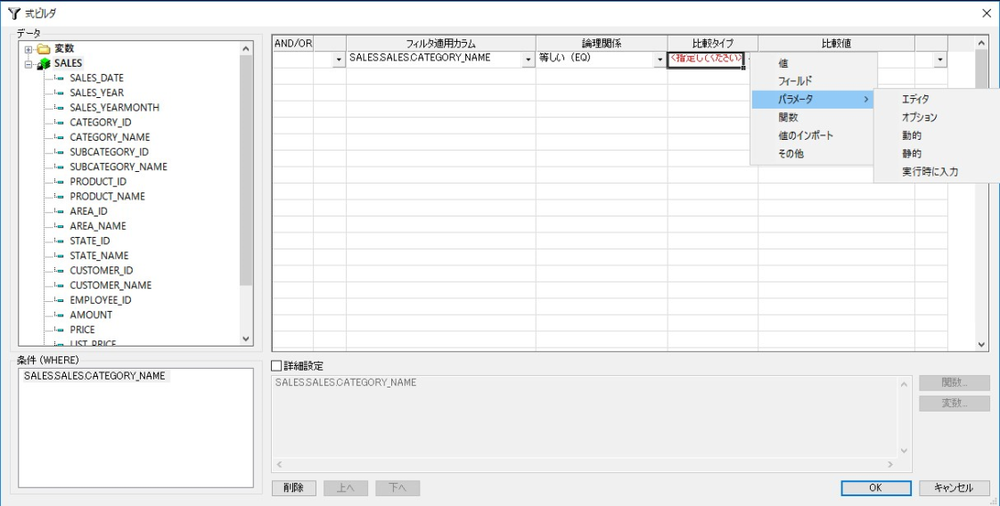 式ビルダ
データ
変数
SALES
SALES_DATE
SALES_YEAR
SALES_YEARMONTH
CATEGORY_ID
CATEGORY_NAME
SUBCATEGORY_ID
SUBCATEGORY_NAME
PRODUCT_ID
PRODUCT_NAME
AREA_ID
AREA_NAME
STATE_ID
STATE_NAME
CUSTOMER_ID
CUSTOMER_NAME
EMPLOYEE_ID
AMOUNT
PRICE
LIST_PRICE
条件 (WHERE)
SALES.SALES.CATEGORY_NAME
AND/OR フィルタ適用カラム 論理関係 比較タイプ 比較値
SALES.SALES.CATEGORY_NAME 等しい (EQ) <指定してください>
値
フィールド
パラメータ
関数
値のインポート
その他
エディタ
オプション
動的
静的
実行時に入力
詳細設定
SALES.SALES.CATEGORY_NAME
関数...
変数...
削除 上へ 下へ OK キャンセル